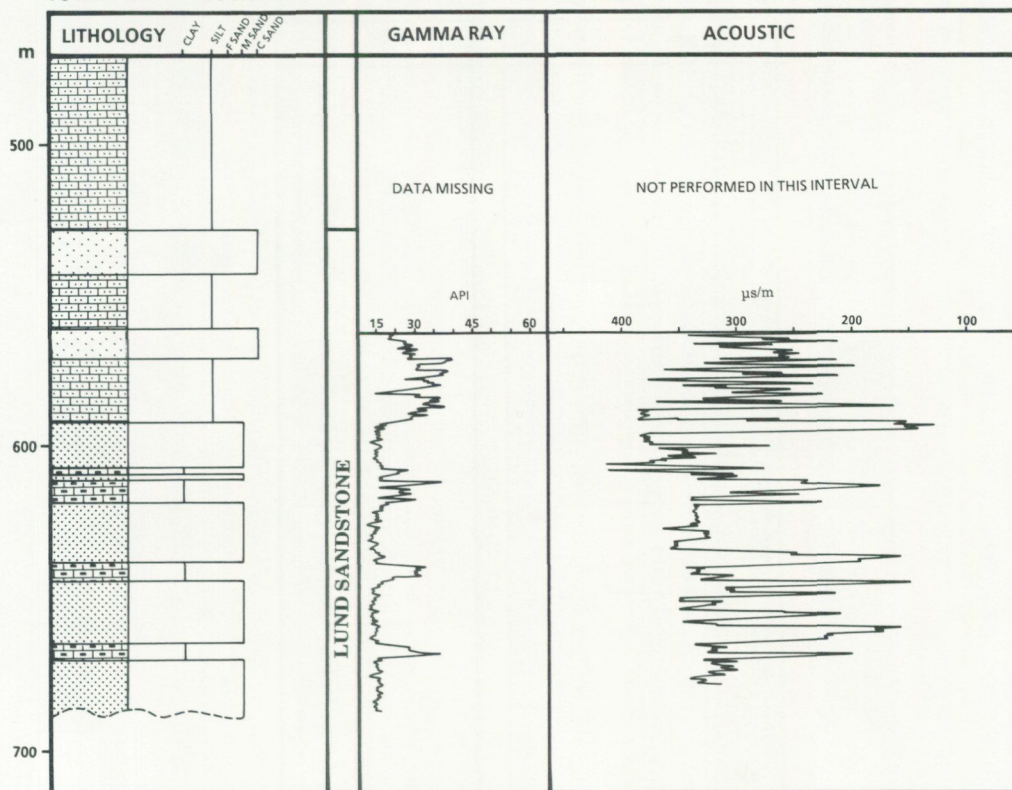 LITHOLOGY CLAY SILT F SAND M SAND C SAND GAMMA RAY ACOUSTIC
m
500
DATA MISSING NOT PERFORMED IN THIS INTERVAL
API µs/m
15 30 45 60 400 300 200 100
600
LUND SANDSTONE
700